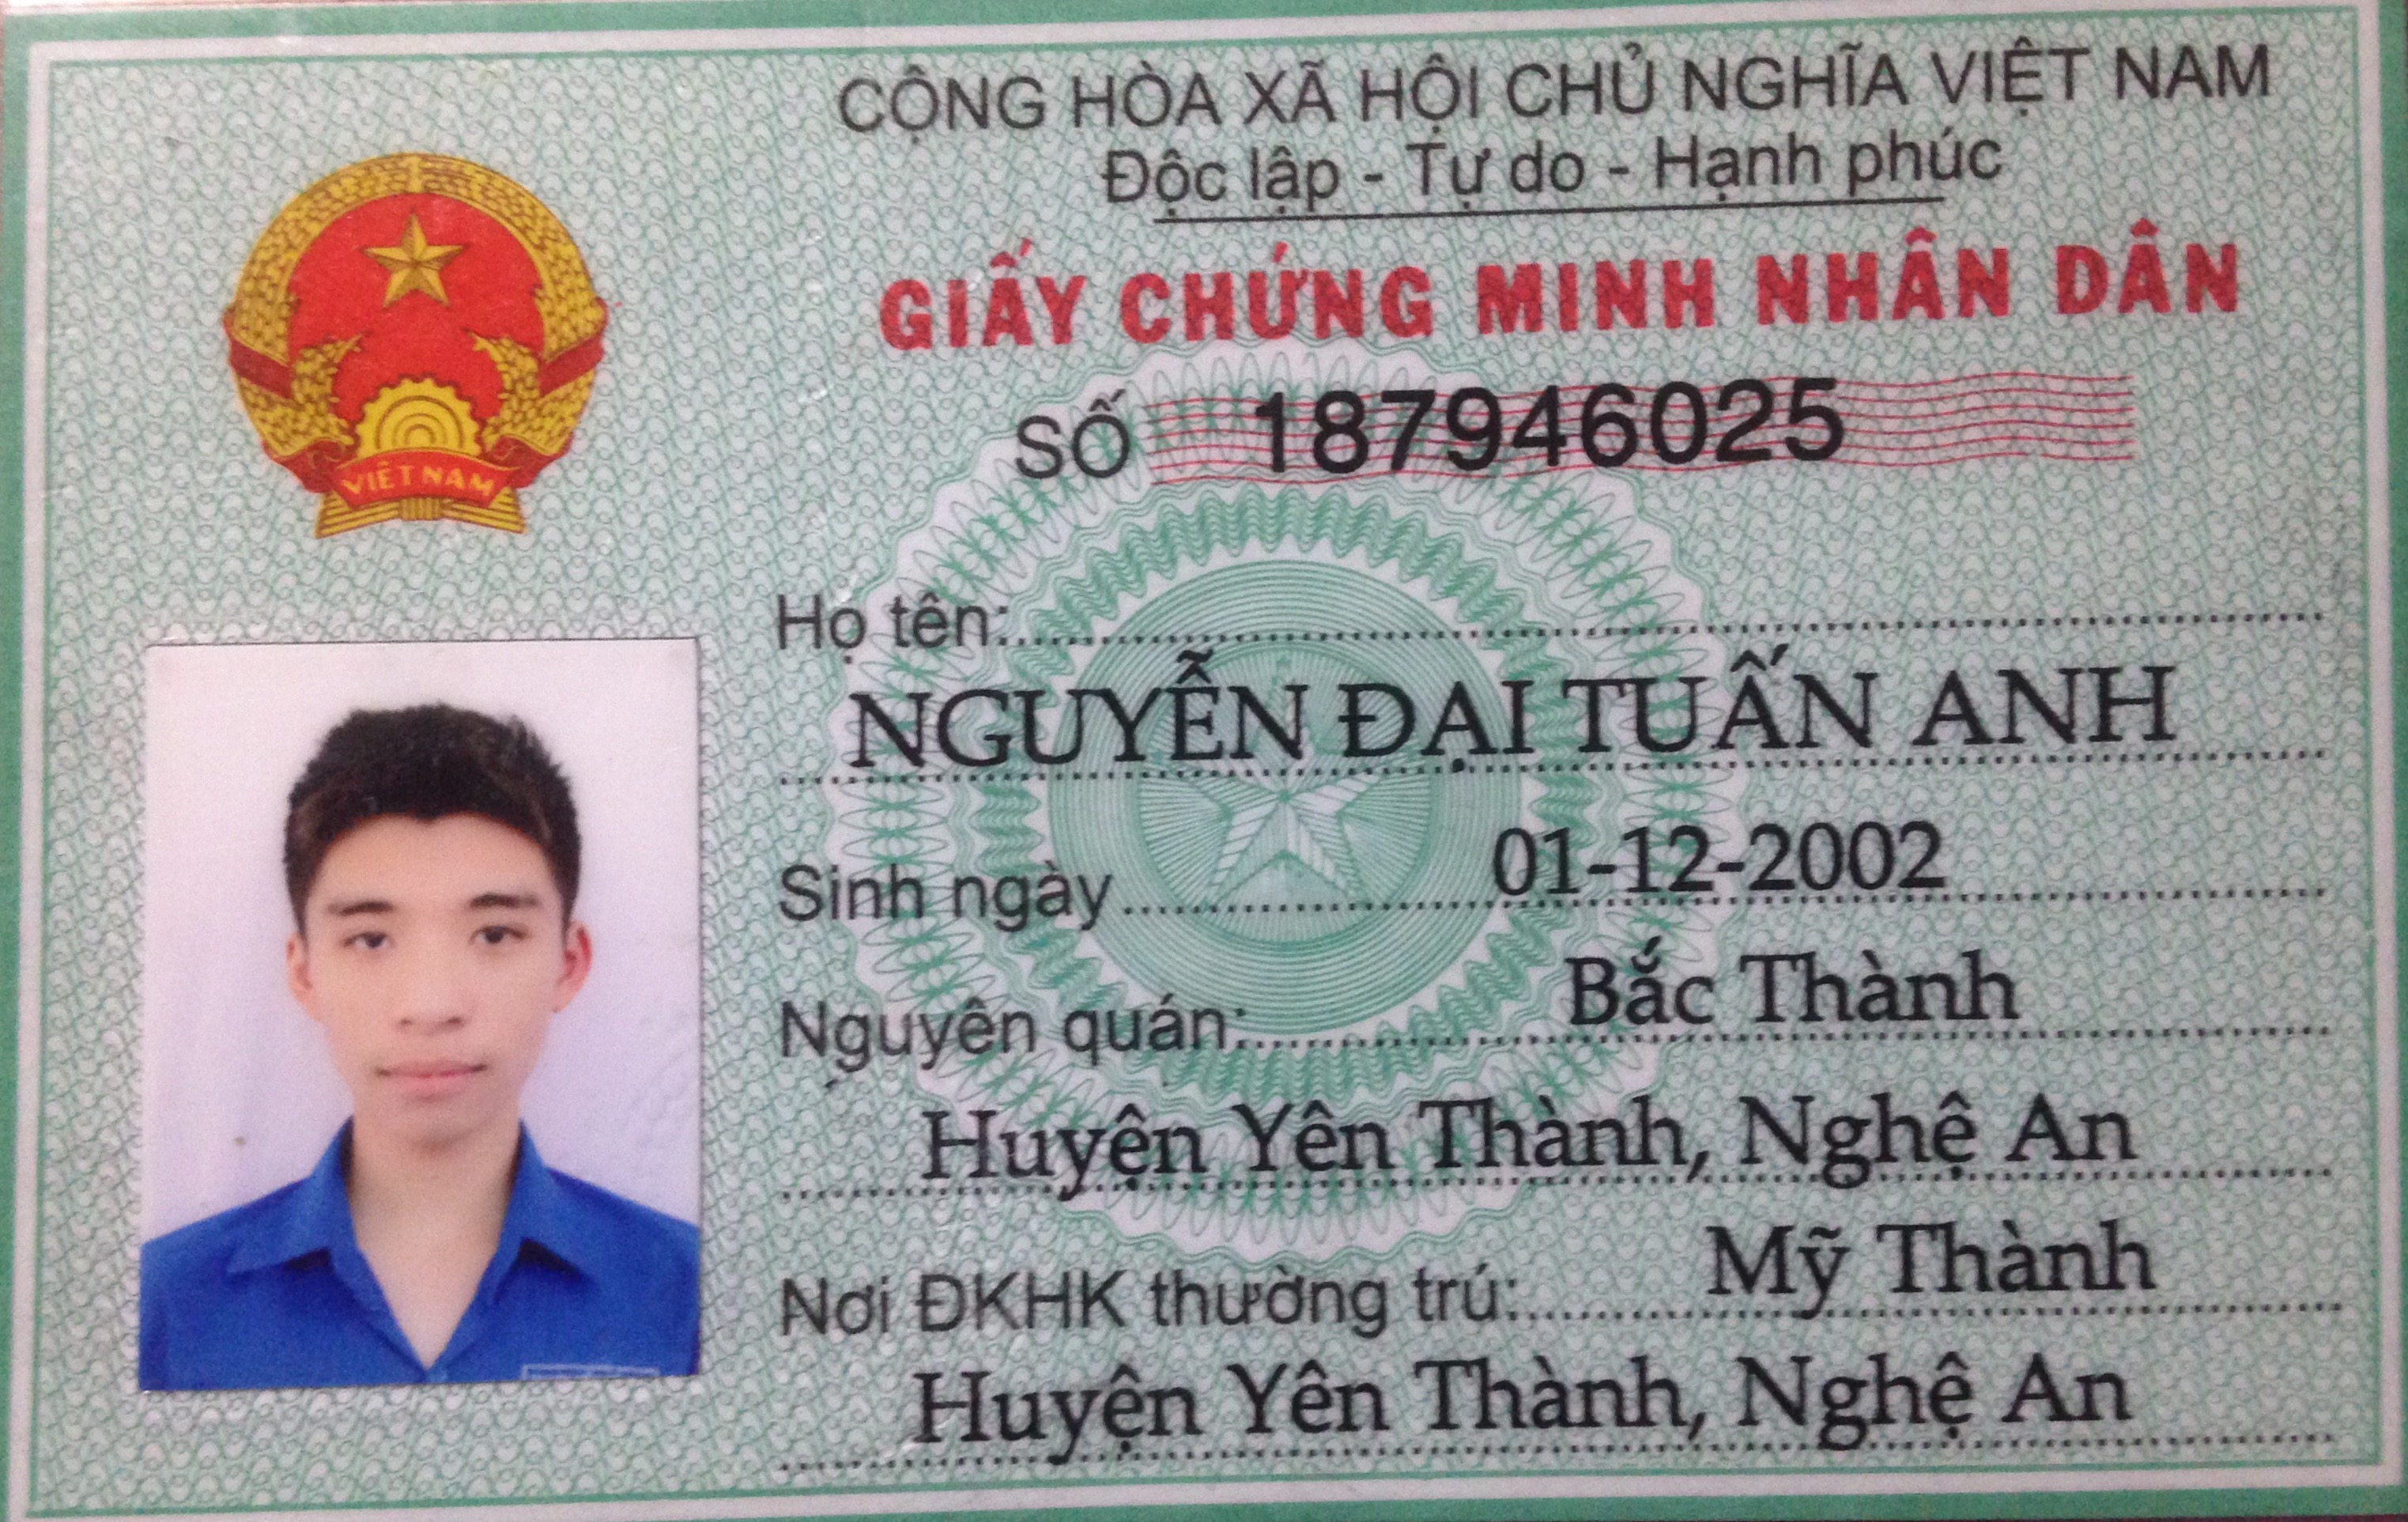 CỘNG HÒA XÃ HỘI CHỦ NGHĨA VIỆT NAM
Độc lập - Tự do - Hạnh phúc
GIẤY CHỨNG MINH NHÂN DÂN
SỐ 187946025
VIỆT NAM
Họ tên:
NGUYỄN ĐẠI TUẤN ANH
Sinh ngày 01-12-2002
Nguyên quán: Bắc Thành
Huyện Yên Thành, Nghệ An
Nơi ĐKHK thường trú: Mỹ Thành
Huyện Yên Thành, Nghệ An